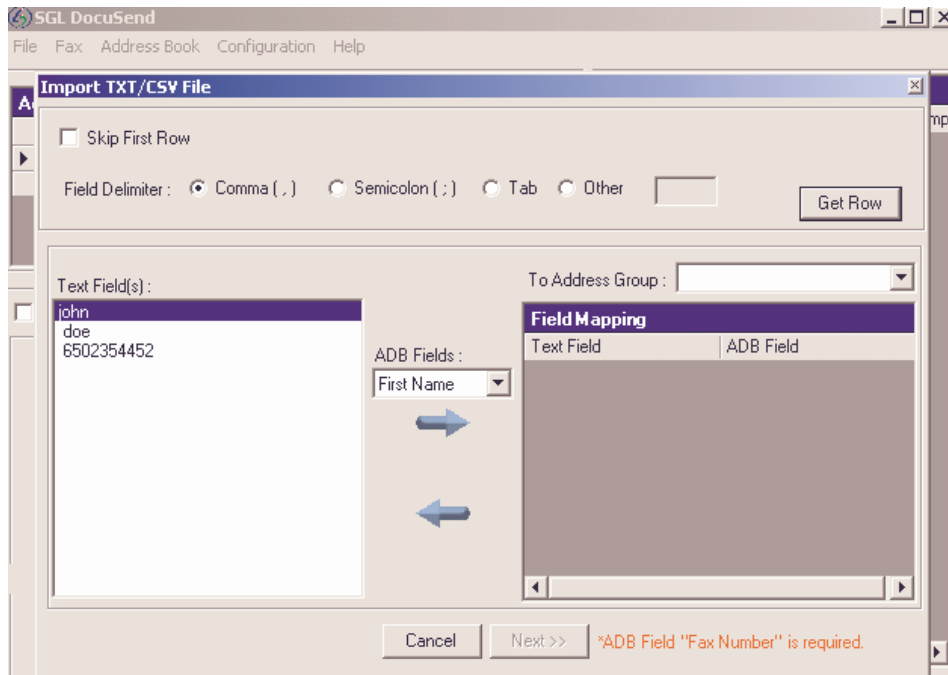 SGL DocuSend
File Fax Address Book Configuration Help
Import TXT/CSV File
Skip First Row
Field Delimiter : Comma ( , ) Semicolon ( ; ) Tab Other
Get Row
To Address Group :
Text Field(s) :
john
doe
6502354452
ADB Fields :
First Name
Field Mapping
Text Field ADB Field
Cancel Next >> *ADB Field "Fax Number" is required.